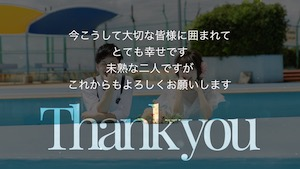 今こうして大切な皆様に囲まれて
とても幸せです
未熟な二人ですが
これからもよろしくお願いします
Thank you